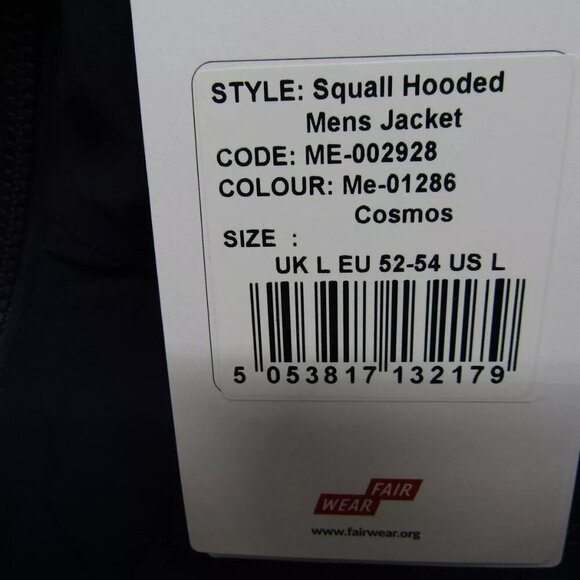 STYLE: Squall Hooded
Mens Jacket
CODE: ME-002928
COLOUR: Me-01286
Cosmos
SIZE :
UK L EU 52-54 US L
5 053817 132179
FAIR
WEAR
www.fairwear.org